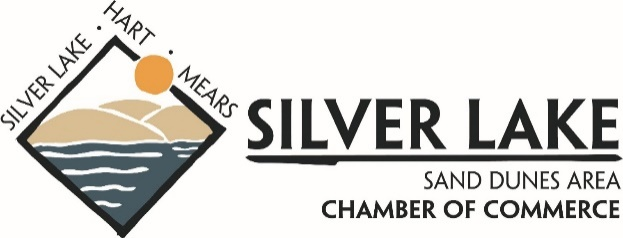 SILVER LAKE · HART · MEARS
SILVER LAKE
SAND DUNES AREA
CHAMBER OF COMMERCE